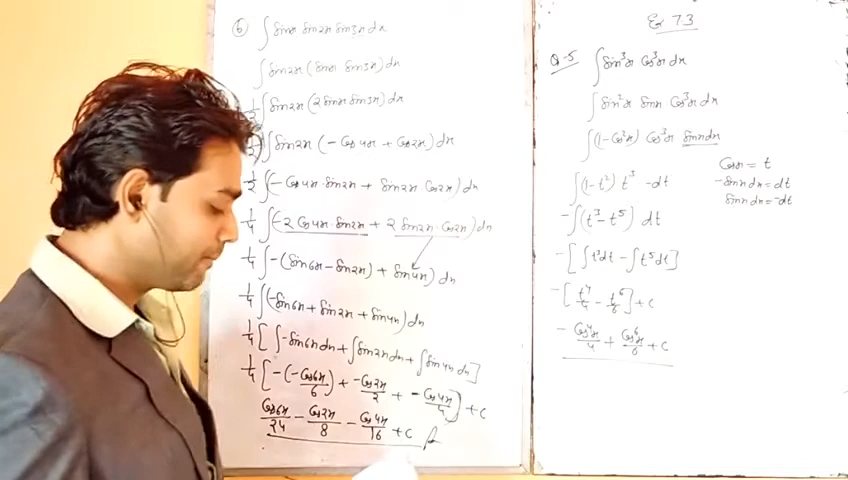 ⑥ ∫ sinx sin2x sin3x dx
∫ sin2x (sinx sin3x) dx
1/2 ∫ sin2x (2 sinx sin3x) dx
1/2 ∫ sin2x (-cos4x + cos2x) dx
1/2 ∫ (-cos4x · sin2x + sin2x cos2x) dx
1/4 ∫ (-2 cos4x · sin2x + 2 sin2x · cos2x) dx
1/4 ∫ -(sin6x - sin2x) + sin4x) dx
1/4 ∫ (-sin6x + sin2x + sin4x) dx
1/4 [ ∫ -sin6x dx + ∫ sin2x dx + ∫ sin4x dx ]
1/4 [ -(-cos6x/6) + -cos2x/2 + -cos4x/4 ] + c
cos6x/24 - cos2x/8 - cos4x/16 + c
Ex 7.3
Q-5 ∫ sin³x cos³x dx
∫ sin²x sinx cos³x dx
∫ (1-cos²x) cos³x sinx dx
cosx = t
-sinx dx = dt
sinx dx = -dt
∫ (1-t²) t³ -dt
-∫ (t³ - t⁵) dt
-[ ∫ t³ dt - ∫ t⁵ dt ]
-[ t⁴/4 - t⁶/6 ] + c
- cos⁴x/4 + cos⁶x/6 + c